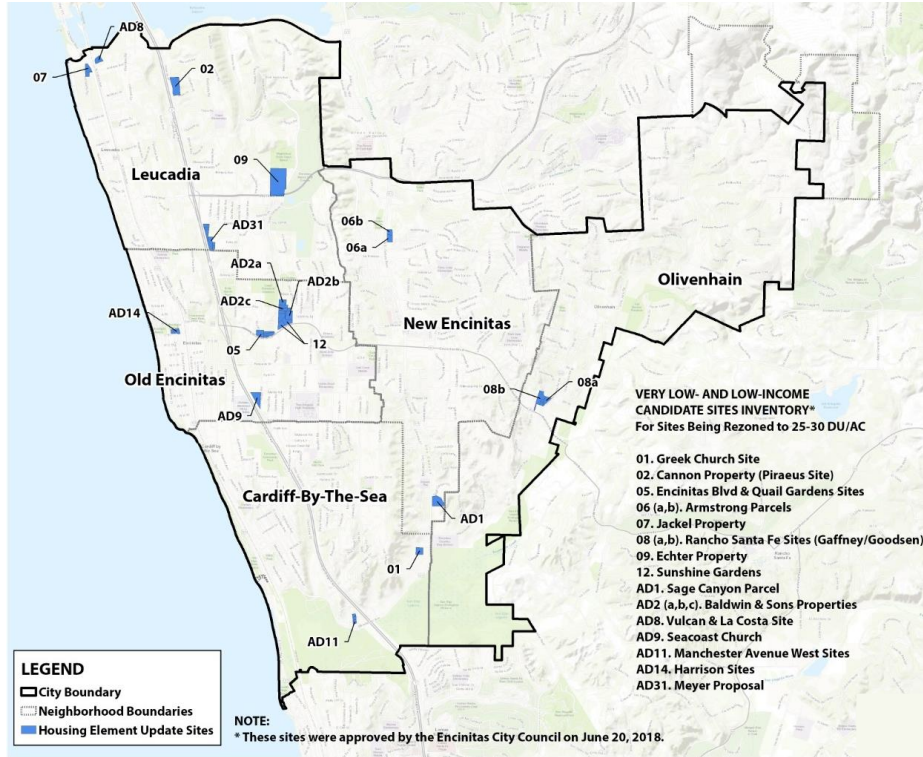 AD8
07
02
09
Leucadia
AD31
06b
06a
AD2a
AD2b
AD2c
Olivenhain
AD14
New Encinitas
05
12
Old Encinitas
08b
08a
AD9
VERY LOW- AND LOW-INCOME
CANDIDATE SITES INVENTORY*
For Sites Being Rezoned to 25-30 DU/AC
01. Greek Church Site
02. Cannon Property (Piraeus Site)
05. Encinitas Blvd & Quail Gardens Sites
06 (a,b). Armstrong Parcels
07. Jackel Property
08 (a,b). Rancho Santa Fe Sites (Gaffney/Goodsen)
09. Echter Property
12. Sunshine Gardens
AD1. Sage Canyon Parcel
AD2 (a,b,c). Baldwin & Sons Properties
AD8. Vulcan & La Costa Site
AD9. Seacoast Church
AD11. Manchester Avenue West Sites
AD14. Harrison Sites
AD31. Meyer Proposal
Cardiff-By-The-Sea
AD1
01
AD11
LEGEND
City Boundary
Neighborhood Boundaries
Housing Element Update Sites
NOTE:
* These sites were approved by the Encinitas City Council on June 20, 2018.